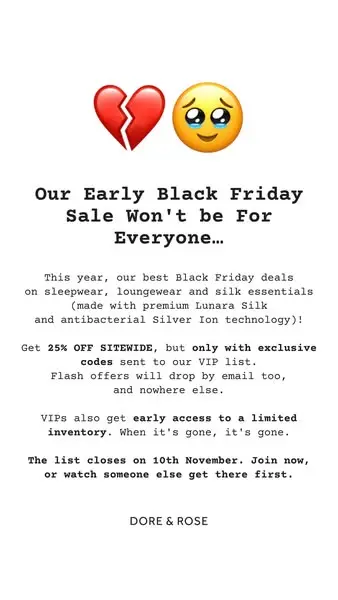 Our Early Black Friday
Sale Won't be For
Everyone…
This year, our best Black Friday deals
on sleepwear, loungewear and silk essentials
(made with premium Lunara Silk
and antibacterial Silver Ion technology)!
Get 25% OFF SITEWIDE, but only with exclusive
codes sent to our VIP list.
Flash offers will drop by email too,
and nowhere else.
VIPs also get early access to a limited
inventory. When it's gone, it's gone.
The list closes on 10th November. Join now,
or watch someone else get there first.
DORE & ROSE